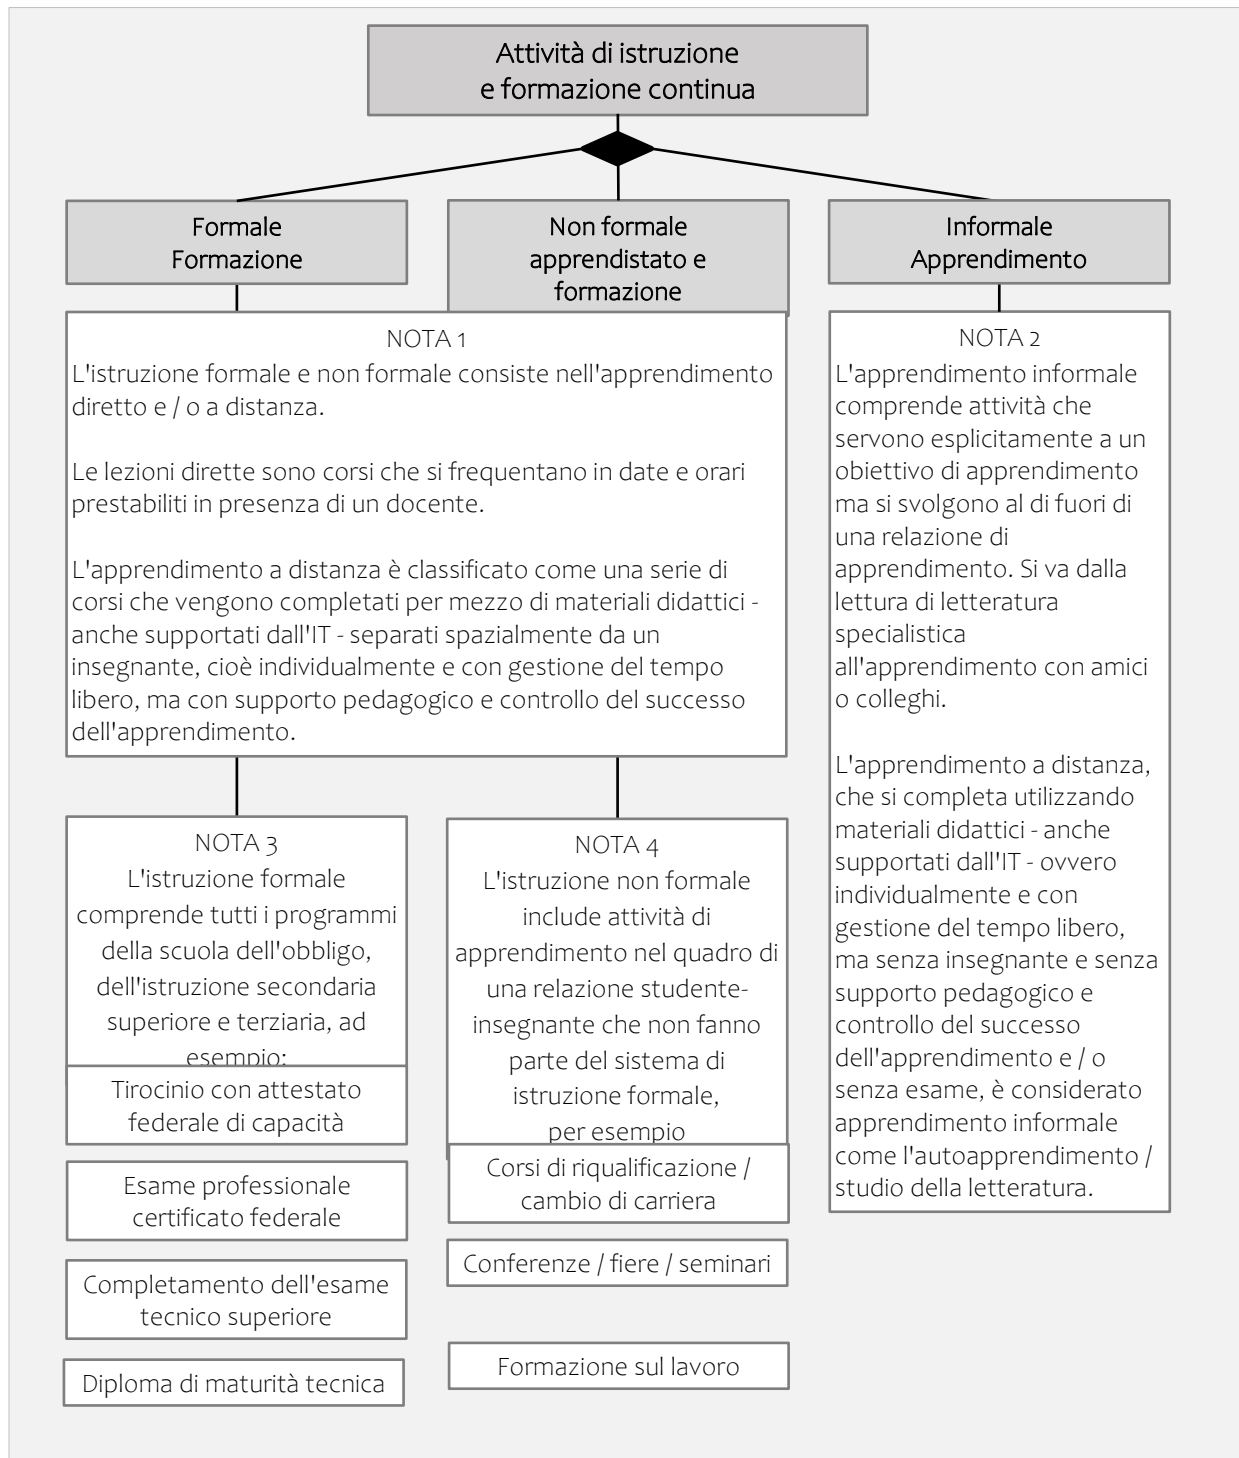 Attività di istruzione
e formazione continua
Formale
Formazione
Non formale
apprendistato e
formazione
Informale
Apprendimento
NOTA 1
L'istruzione formale e non formale consiste nell'apprendimento
diretto e / o a distanza.
Le lezioni dirette sono corsi che si frequentano in date e orari
prestabiliti in presenza di un docente.
L'apprendimento a distanza è classificato come una serie di
corsi che vengono completati per mezzo di materiali didattici -
anche supportati dall'IT - separati spazialmente da un
insegnante, cioè individualmente e con gestione del tempo
libero, ma con supporto pedagogico e controllo del successo
dell'apprendimento.
NOTA 2
L'apprendimento informale
comprende attività che
servono esplicitamente a un
obiettivo di apprendimento
ma si svolgono al di fuori di
una relazione di
apprendimento. Si va dalla
lettura di letteratura
specialistica
all'apprendimento con amici
o colleghi.
L'apprendimento a distanza,
che si completa utilizzando
materiali didattici - anche
supportati dall'IT - ovvero
individualmente e con
gestione del tempo libero,
ma senza insegnante e senza
supporto pedagogico e
controllo del successo
dell'apprendimento e / o
senza esame, è considerato
apprendimento informale
come l'autoapprendimento /
studio della letteratura.
NOTA 3
L'istruzione formale
comprende tutti i programmi
della scuola dell'obbligo,
dell'istruzione secondaria
superiore e terziaria, ad
esempio:
Tirocinio con attestato
federale di capacità
Esame professionale
certificato federale
Completamento dell'esame
tecnico superiore
Diploma di maturità tecnica
NOTA 4
L'istruzione non formale
include attività di
apprendimento nel quadro di
una relazione studente-
insegnante che non fanno
parte del sistema di
istruzione formale,
per esempio
Corsi di riqualificazione /
cambio di carriera
Conferenze / fiere / seminari
Formazione sul lavoro